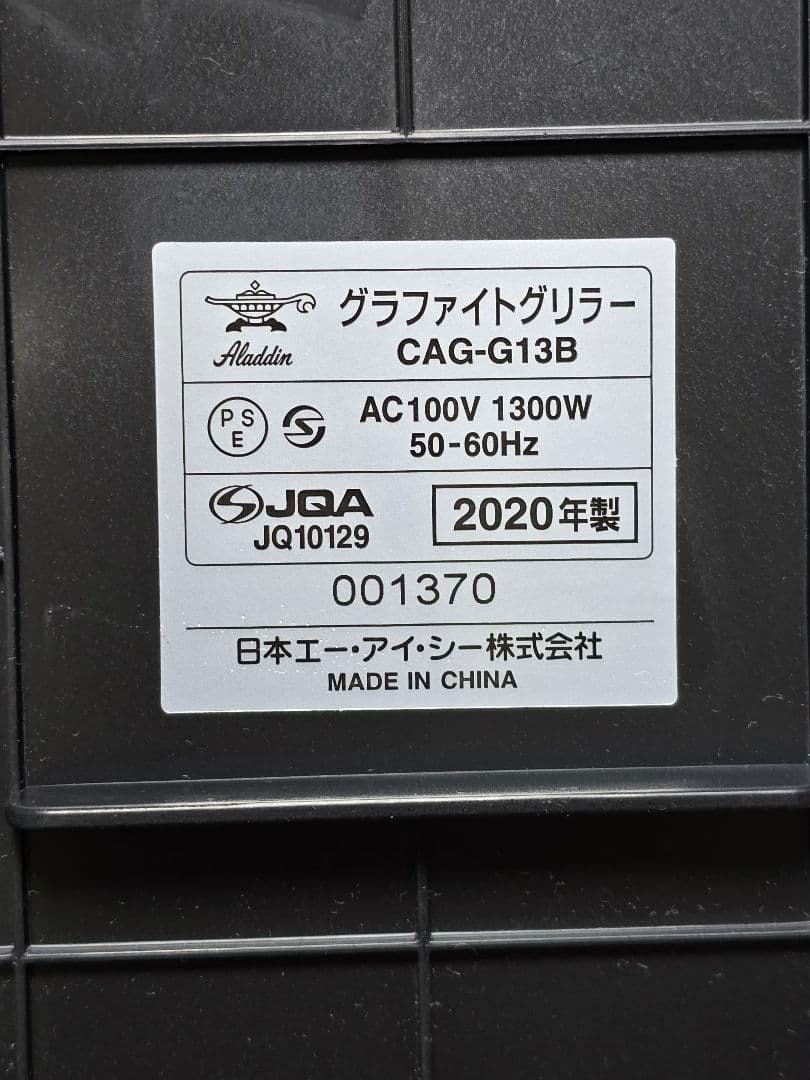 Aladdin
グラファイトグリラー
CAG-G13B
PSE
AC100V 1300W
50-60Hz
JQA
JQ10129
2020年製
001370
日本エー・アイ・シー株式会社
MADE IN CHINA